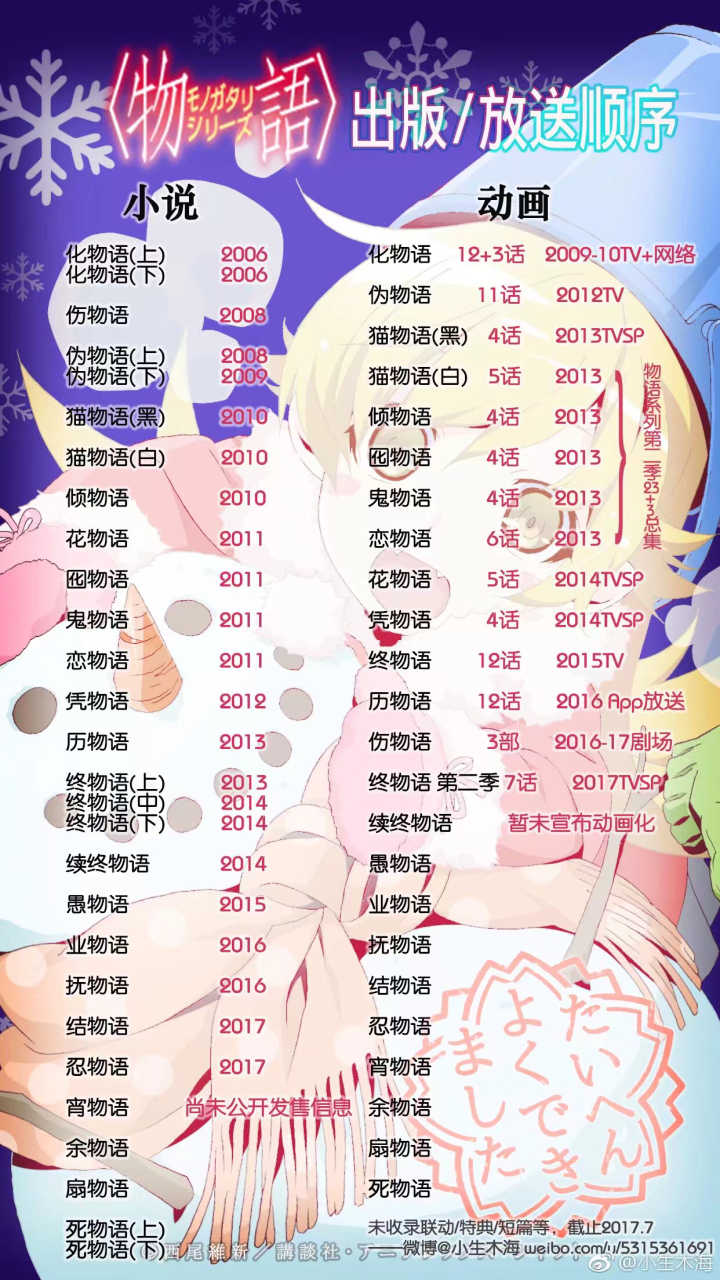 〈物語〉モノガタリシリーズ 出版/放送顺序
小说
化物语(上) 2006
化物语(下) 2006
伤物语 2008
伪物语(上) 2008
伪物语(下) 2009
猫物语(黑) 2010
猫物语(白) 2010
倾物语 2010
花物语 2011
囮物语 2011
鬼物语 2011
恋物语 2011
凭物语 2012
历物语 2013
终物语(上) 2013
终物语(中) 2014
终物语(下) 2014
续终物语 2014
愚物语 2015
业物语 2016
抚物语 2016
结物语 2017
忍物语 2017
宵物语 尚未公开发售信息
余物语
扇物语
死物语(上)
死物语(下)
动画
化物语 12+3话 2009-10TV+网络
伪物语 11话 2012TV
猫物语(黑) 4话 2013TVSP
猫物语(白) 5话 2013
倾物语 4话 2013
囮物语 4话 2013
鬼物语 4话 2013
恋物语 6话 2013
物语系列第二季23+3总集
花物语 5话 2014TVSP
凭物语 4话 2014TVSP
终物语 12话 2015TV
历物语 12话 2016 App放送
伤物语 3部 2016-17剧场
终物语 第二季 7话 2017TVSP
续终物语 暂未宣布动画化
愚物语
业物语
抚物语
结物语
忍物语
宵物语
余物语
扇物语
死物语
たいへん
よくでき
ました
未收录联动/特典/短篇等，截止2017.7
——微博@小生木海 weibo.com/u/5315361691
西尾維新／講談社・アニプレックス・シャフト
@小生木海